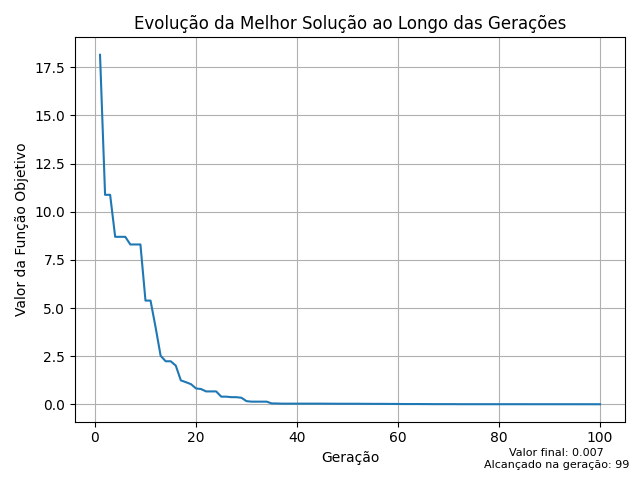 Evolução da Melhor Solução ao Longo das Gerações
Valor da Função Objetivo
17.5
15.0
12.5
10.0
7.5
5.0
2.5
0.0
0 20 40 60 80 100
Geração
Valor final: 0.007
Alcançado na geração: 99